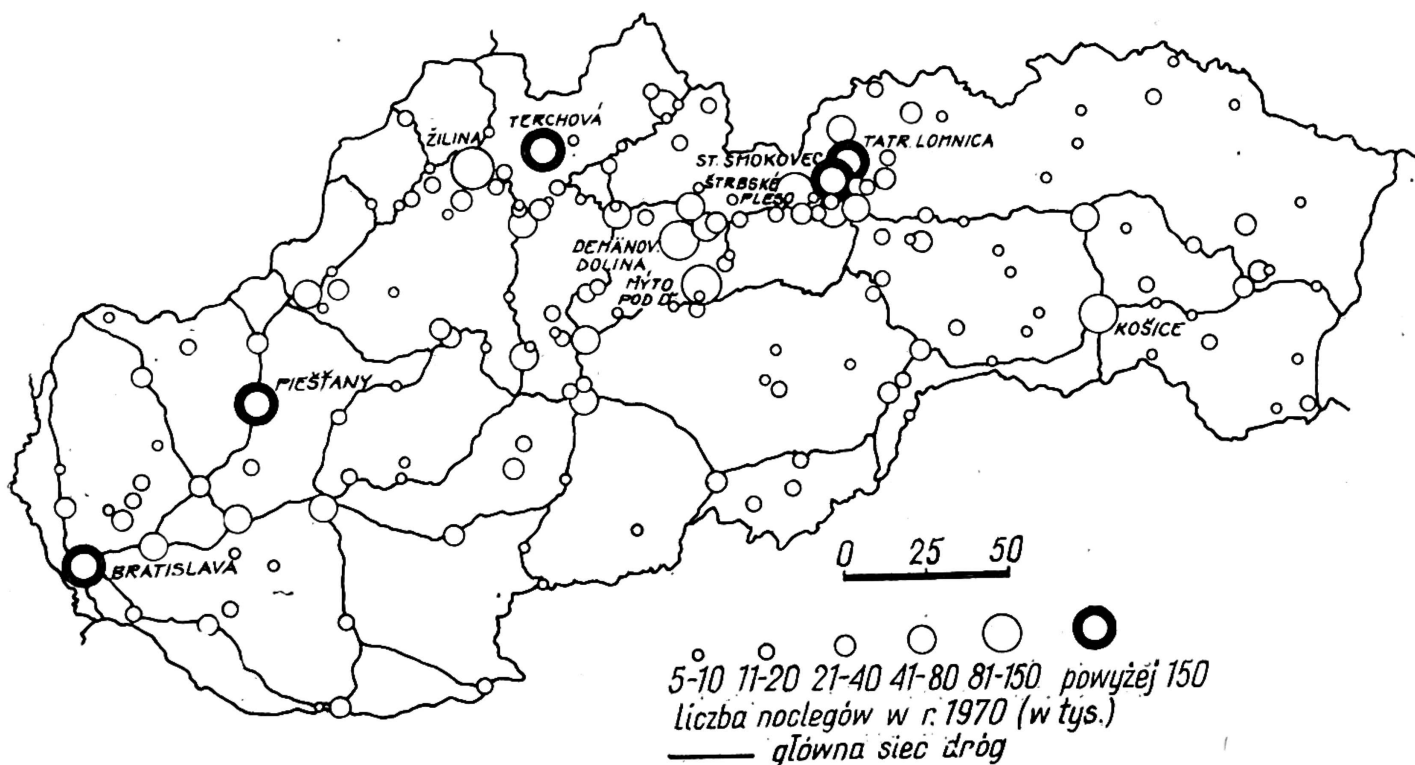 TERCHOVÁ
ŽILINA
TATR. LOMNICA
ST. SMOKOVEC
ŠTRBSKÉ
PLESO
DEMÄNOV.
DOLINA
MÝTO
POD Ď.
KOŠICE
PIEŠŤANY
BRATISLAVA
0 25 50
5-10 11-20 21-40 41-80 81-150 powyżej 150
liczba noclegów w r. 1970 (w tys.)
główna siec dróg